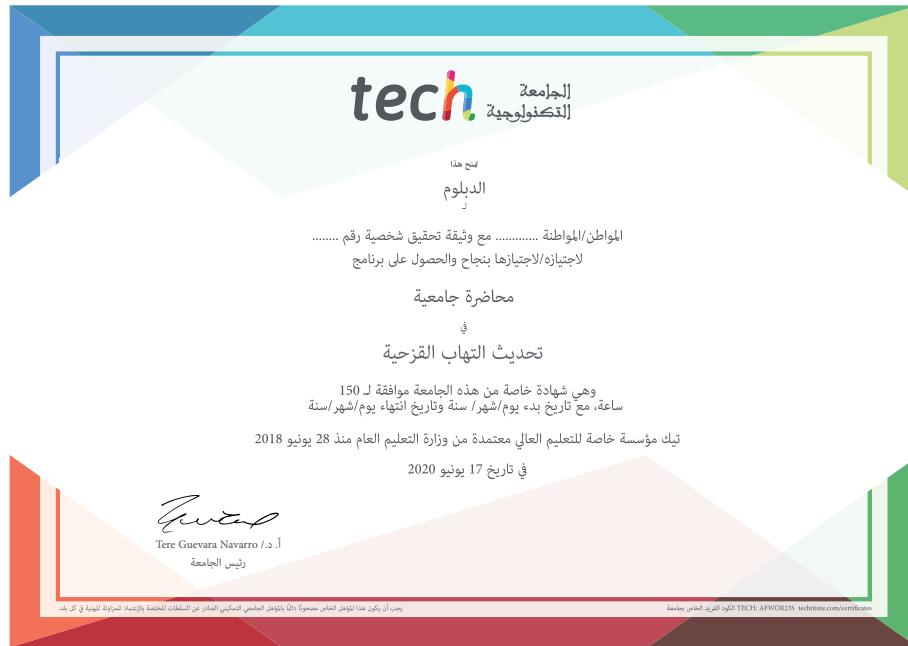 tech الجامعة
التكنولوجية
تمنح هذا
الدبلوم
لـ
المواطن/المواطنة ............. مع وثيقة تحقيق شخصية رقم ........
لاجتيازه/لاجتيازها بنجاح والحصول على برنامج
محاضرة جامعية
في
تحديث التهاب القزحية
وهي شهادة خاصة من هذه الجامعة موافقة لـ 150
ساعة، مع تاريخ بدء يوم/شهر/ سنة وتاريخ انتهاء يوم/شهر/سنة
تيك مؤسسة خاصة للتعليم العالي معتمدة من وزارة التعليم العام منذ 28 يونيو 2018
في تاريخ 17 يونيو 2020
أ. د./ Tere Guevara Navarro
رئيس الجامعة
يجب أن يكون هذا المؤهل الخاص مصحوبًا دائمًا بالمؤهل الجامعي التمكيني الصادر عن السلطات المختصة بالإعتماد للمزاولة المهنية في كل بلد.
الكود الفريد الخاص بجامعة TECH: AFWOR23S techtitute.com/certificates